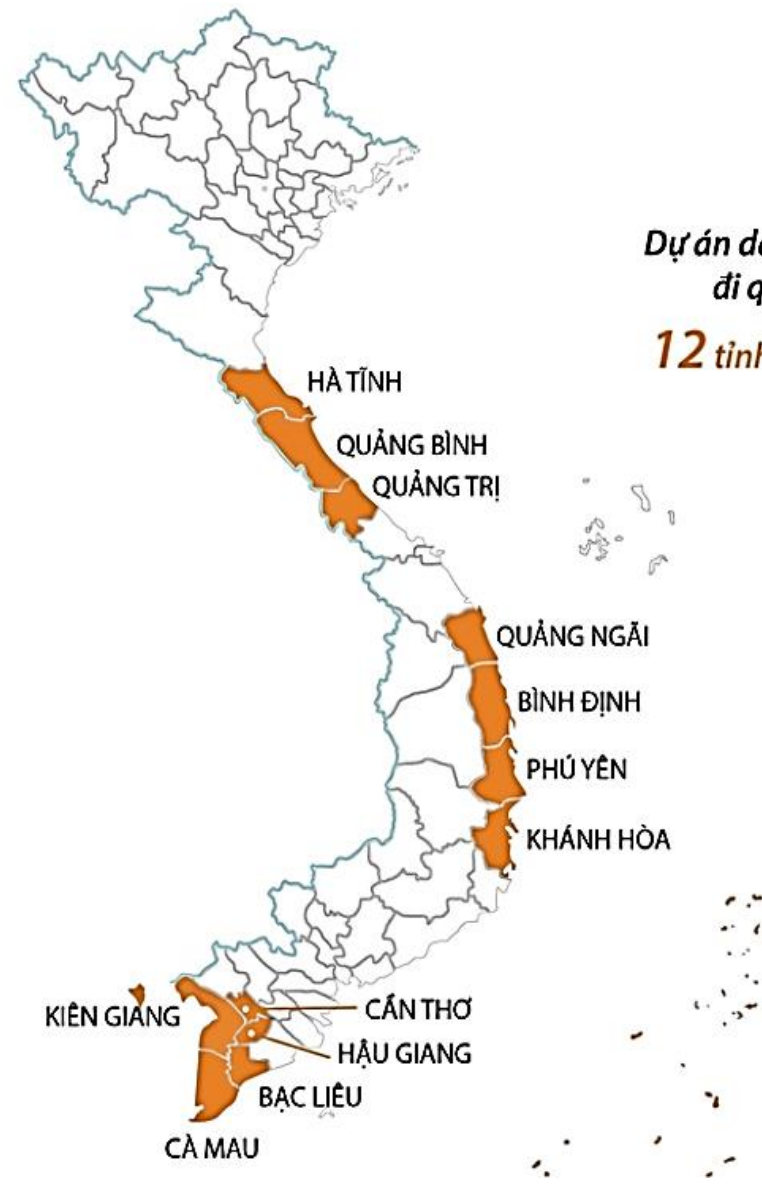 Dự án
đi
12 tỉnh
HÀ TĨNH
QUẢNG BÌNH
QUẢNG TRỊ
QUẢNG NGÃI
BÌNH ĐỊNH
PHÚ YÊN
KHÁNH HÒA
KIÊN GIANG
CẦN THƠ
HẬU GIANG
BẠC LIÊU
CÀ MAU